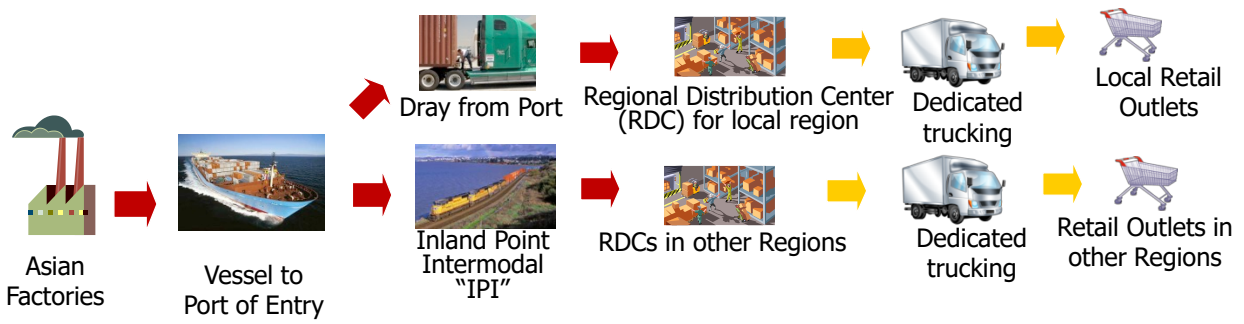 Asian
Factories
Vessel to
Port of Entry
Dray from Port
Regional Distribution Center
(RDC) for local region
Dedicated
trucking
Local Retail
Outlets
Inland Point
Intermodal
“IPI”
RDCs in other Regions
Dedicated
trucking
Retail Outlets in
other Regions